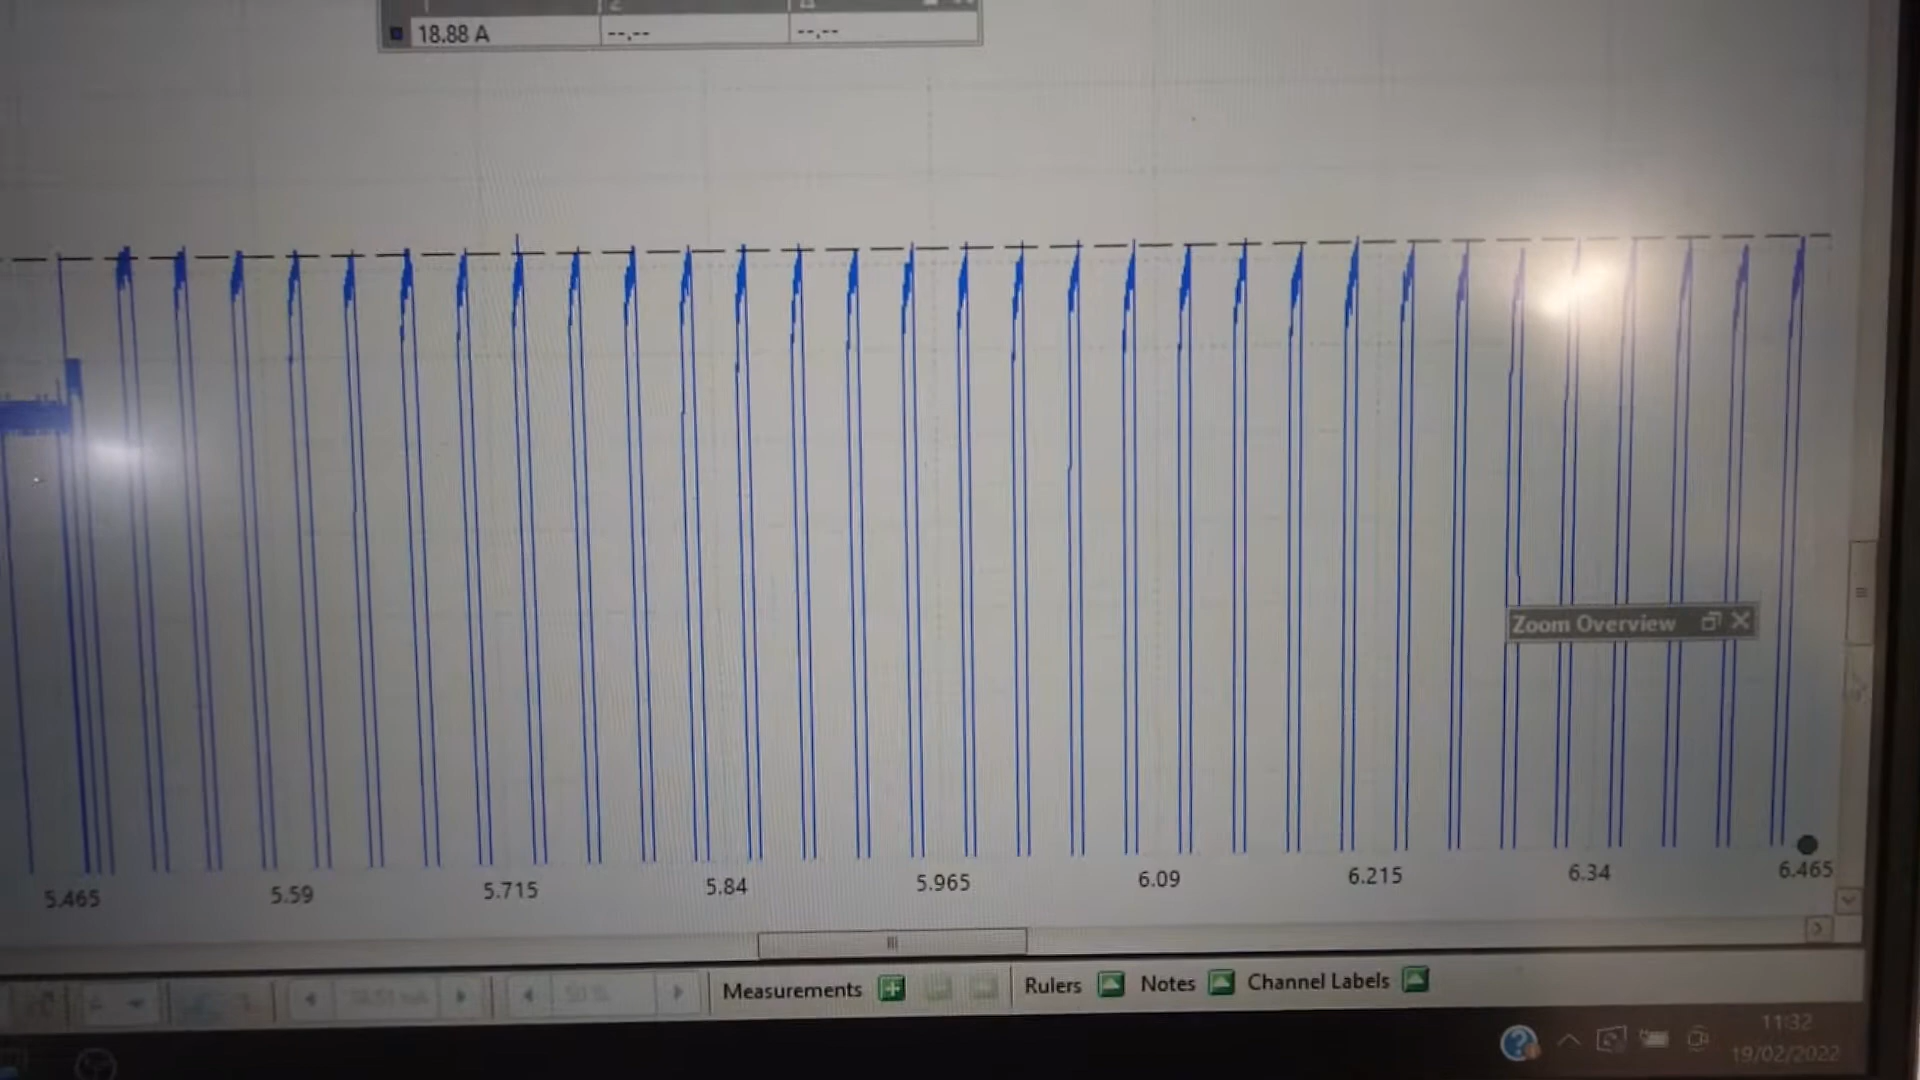 18.88 A --.-- --.--
Zoom Overview
5.465 5.59 5.715 5.84 5.965 6.09 6.215 6.34 6.465
Measurements Rulers Notes Channel Labels
11:32
19/02/2022